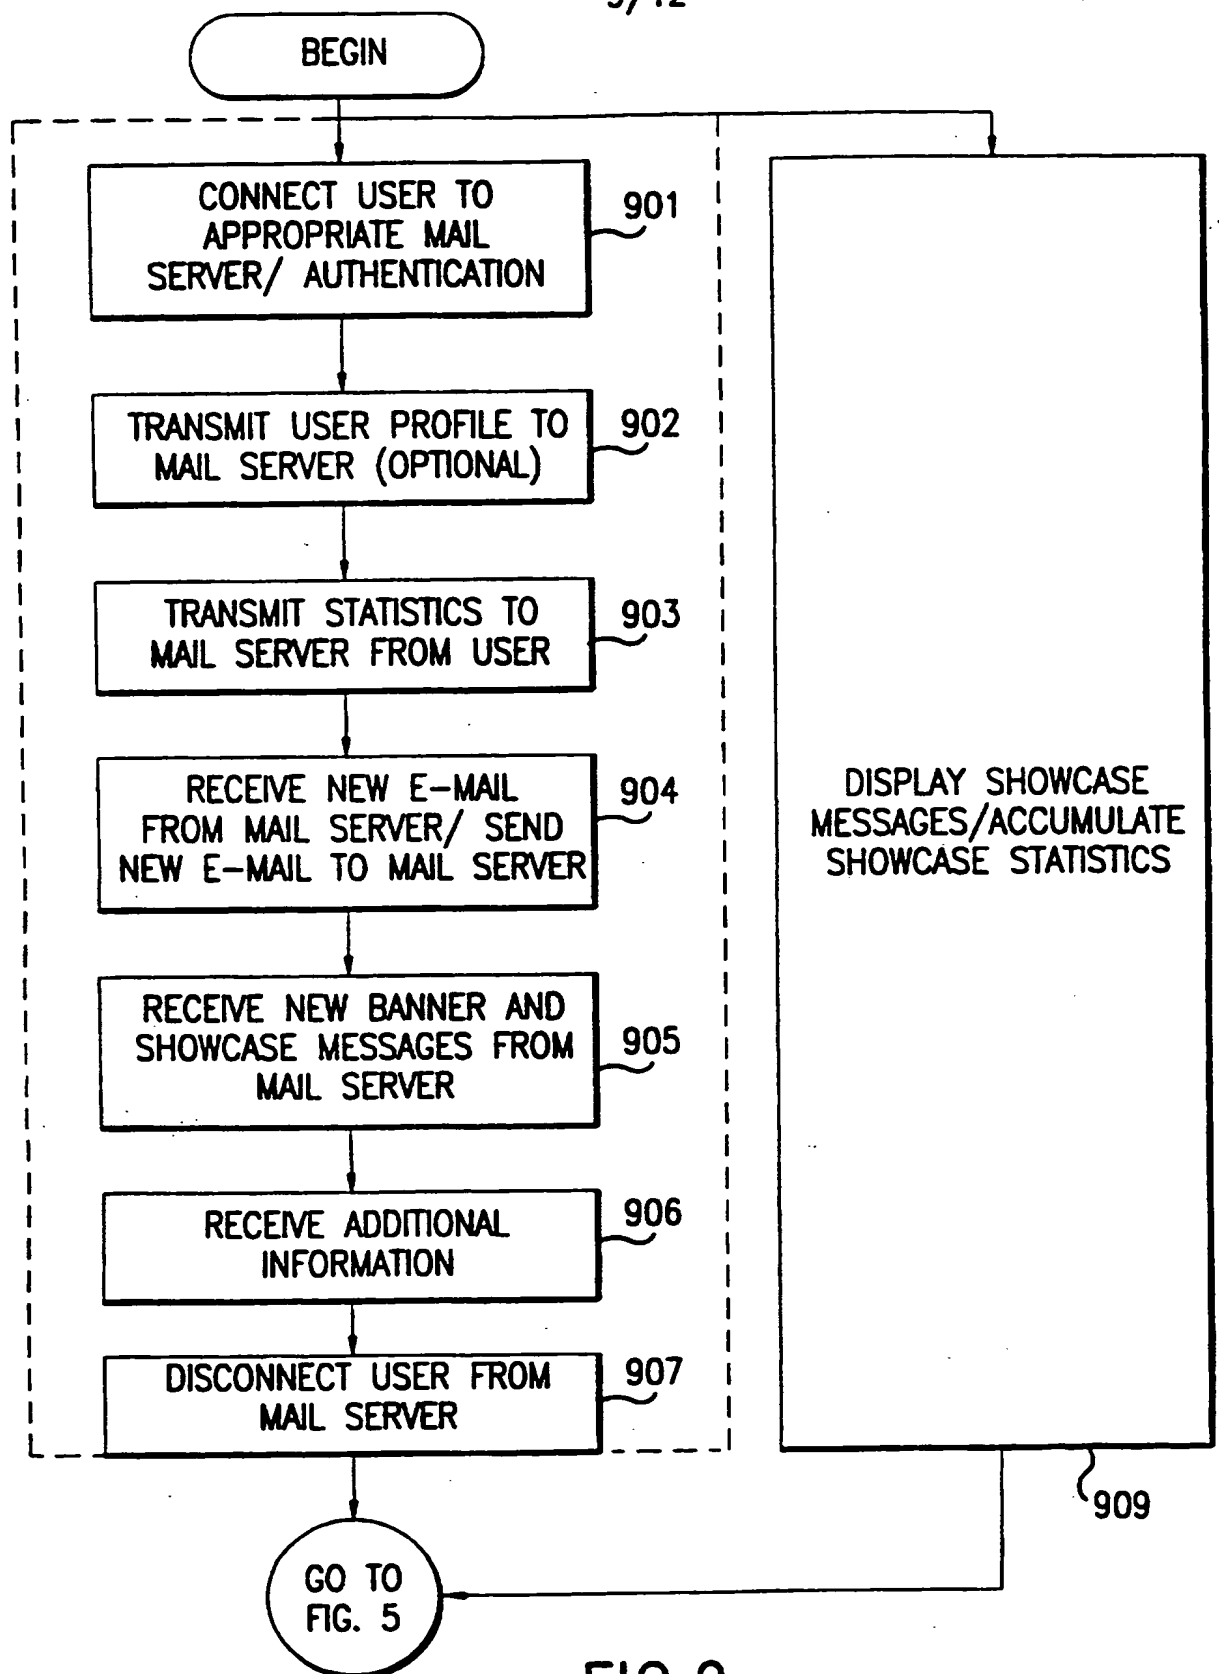 BEGIN
CONNECT USER TO
APPROPRIATE MAIL
SERVER/ AUTHENTICATION
901
TRANSMIT USER PROFILE TO
MAIL SERVER (OPTIONAL)
902
TRANSMIT STATISTICS TO
MAIL SERVER FROM USER
903
RECEIVE NEW E-MAIL
FROM MAIL SERVER/ SEND
NEW E-MAIL TO MAIL SERVER
904
RECEIVE NEW BANNER AND
SHOWCASE MESSAGES FROM
MAIL SERVER
905
RECEIVE ADDITIONAL
INFORMATION
906
DISCONNECT USER FROM
MAIL SERVER
907
DISPLAY SHOWCASE
MESSAGES/ACCUMULATE
SHOWCASE STATISTICS
909
GO TO
FIG. 5